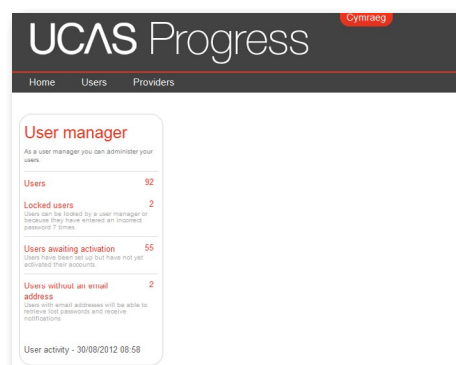 Cymraeg
UCAS Progress
Home Users Providers
User manager
As a user manager you can administer your
users.
Users 92
Locked users 2
Users can be locked by a user manager or
because they have entered an incorrect
password 7 times
Users awaiting activation 55
Users have been set up but have not yet
activated their accounts.
Users without an email 2
address
Users with email addresses will be able to
retrieve lost passwords and receive
notifications
User activity - 30/08/2012 08:58